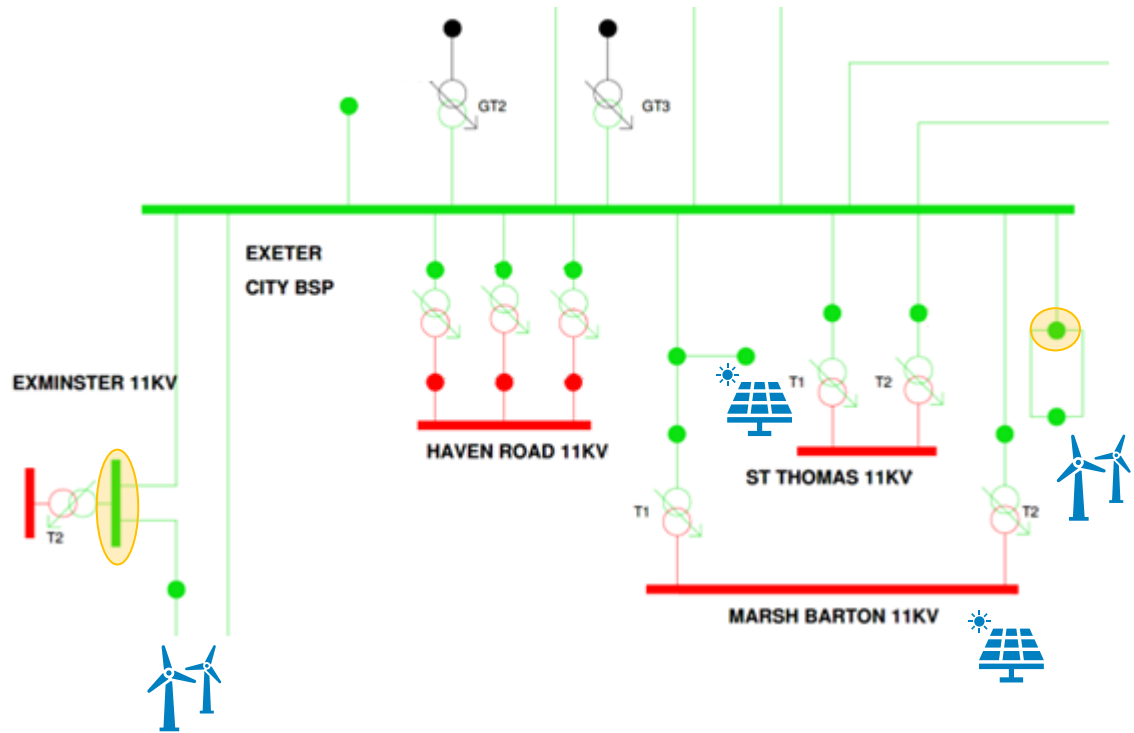 GT2
GT3
EXETER
CITY BSP
EXMINSTER 11KV
T1
T2
HAVEN ROAD 11KV
ST THOMAS 11KV
T1
T2
T2
MARSH BARTON 11KV